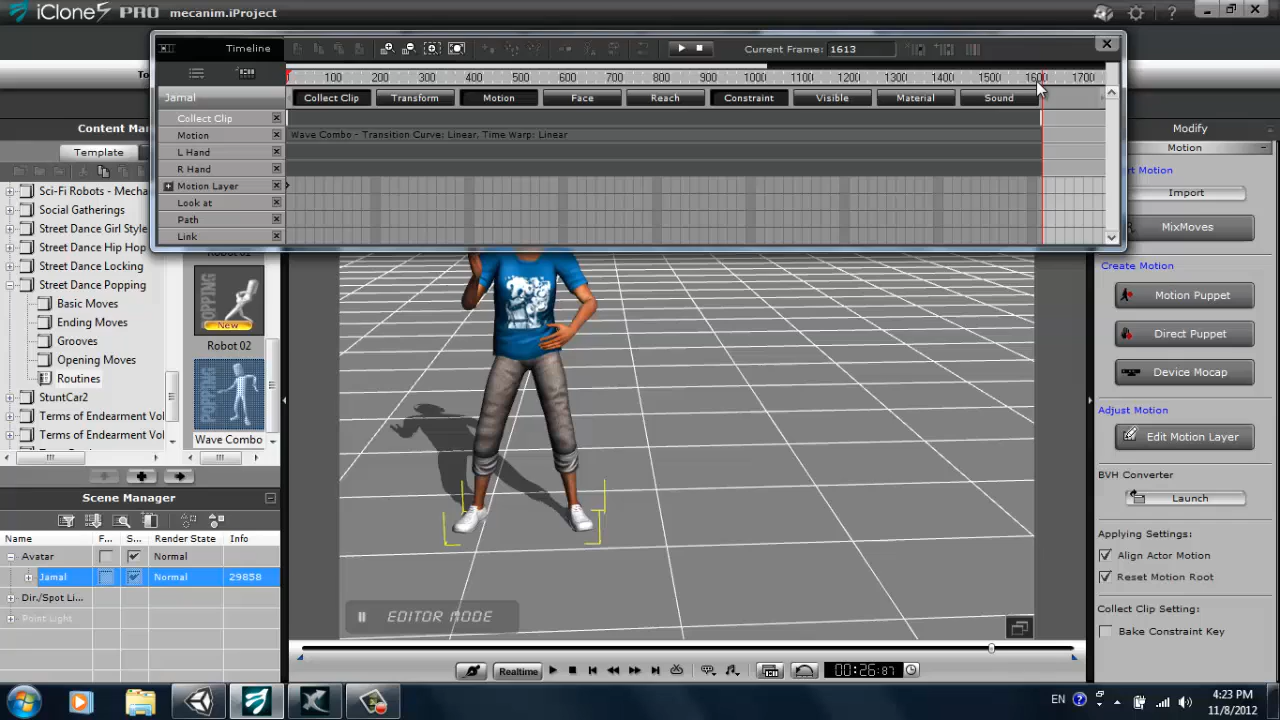 iClone5 PRO mecanim.iProject
Timeline
Current Frame: 1613
100 200 300 400 500 600 700 800 900 1000 1100 1200 1300 1400 1500 1600 1700
Jamal Collect Clip Transform Motion Face Reach Constraint Visible Material Sound
Collect Clip
Motion Wave Combo - Transition Curve: Linear, Time Warp: Linear
L Hand
R Hand
Motion Layer
Look at
Path
Link
Content Man
Template
Sci-Fi Robots - Mecha
Social Gatherings
Street Dance Girl Style
Street Dance Hip Hop
Street Dance Locking
Street Dance Popping
Basic Moves
Ending Moves
Grooves
Opening Moves
Routines
StuntCar2
Terms of Endearment Vol
Terms of Endearment Vol
POPPING
New
Robot 02
POPPING
Wave Combo
Scene Manager
Name F... S... Render State Info
Avatar Normal
Jamal Normal 29858
Dir./Spot Li...
Point Light
EDITOR MODE
Realtime
00:26:87
Modify
Motion
Import
MixMoves
Create Motion
Motion Puppet
Direct Puppet
Device Mocap
Adjust Motion
Edit Motion Layer
BVH Converter
Launch
Applying Settings:
Align Actor Motion
Reset Motion Root
Collect Clip Setting:
Bake Constraint Key
EN
4:23 PM
11/8/2012